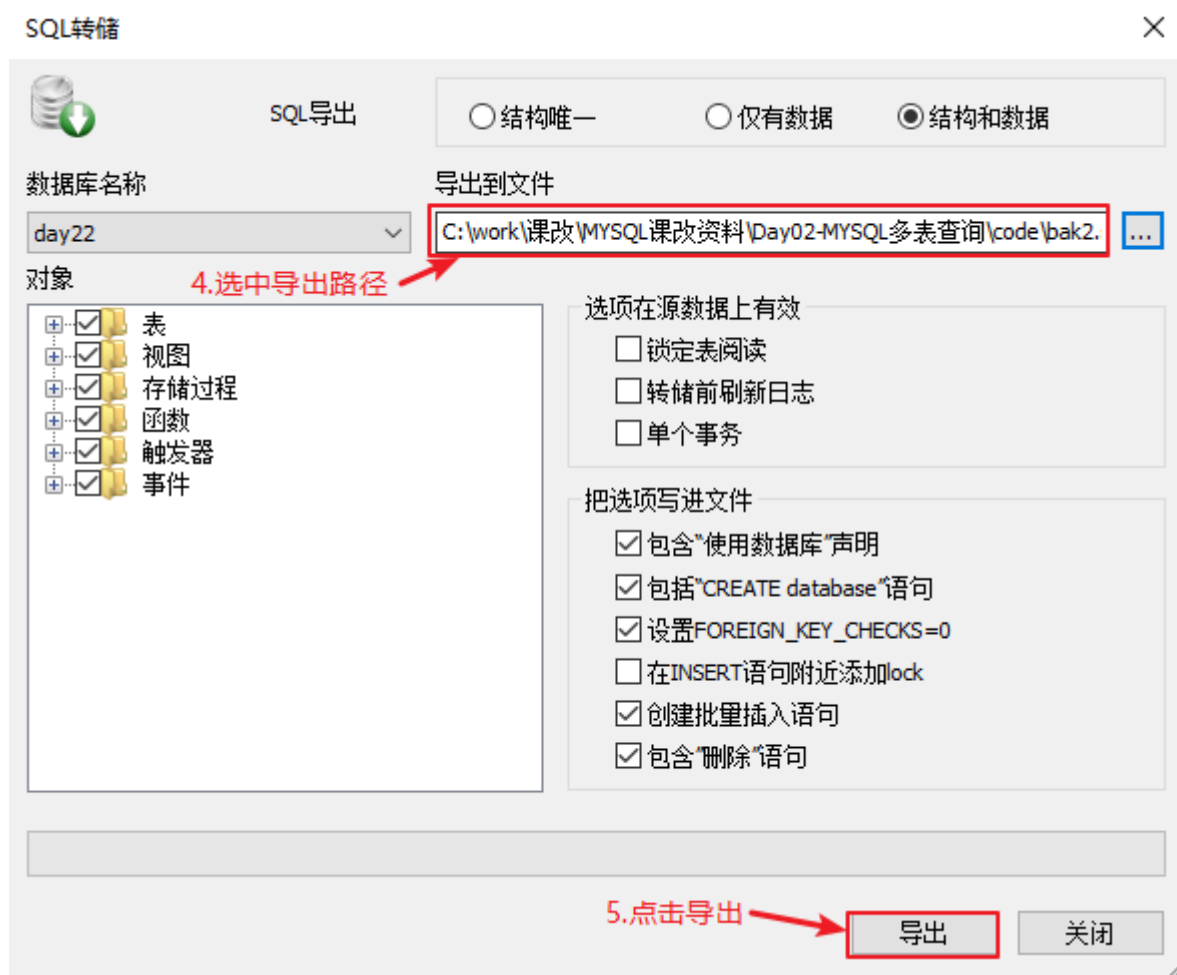 SQL转储
SQL导出
结构唯一
仅有数据
结构和数据
数据库名称
导出到文件
day22
C:\work\课改\MYSQL课改资料\Day02-MYSQL多表查询\code\bak2.
...
对象
4.选中导出路径
表
视图
存储过程
函数
触发器
事件
选项在源数据上有效
锁定表阅读
转储前刷新日志
单个事务
把选项写进文件
包含"使用数据库"声明
包括"CREATE database"语句
设置FOREIGN_KEY_CHECKS=0
在INSERT语句附近添加lock
创建批量插入语句
包含"删除"语句
5.点击导出
导出
关闭